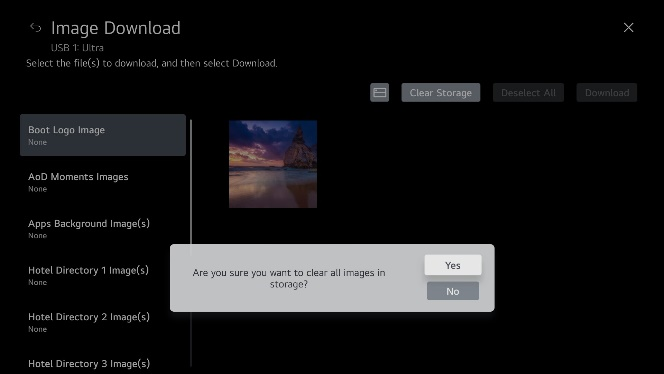 Image Download
USB 1: Ultra
Select the file(s) to download, and then select Download.
Clear Storage
Deselect All
Download
Boot Logo Image
None
AoD Moments Images
None
Apps Background Image(s)
None
Hotel Directory 1 Image(s)
None
Hotel Directory 2 Image(s)
None
Hotel Directory 3 Image(s)
Are you sure you want to clear all images in
storage?
Yes
No